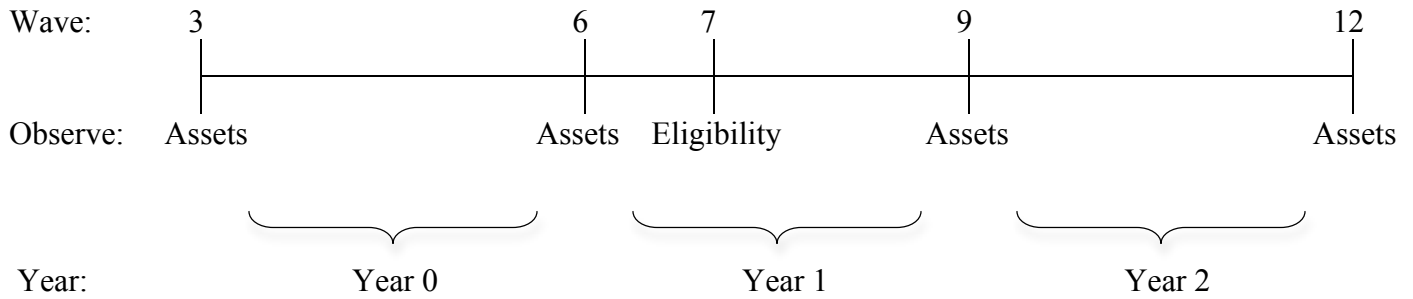 Wave: 3 6 7 9 12
Observe: Assets Assets Eligibility Assets Assets
Year: Year 0 Year 1 Year 2